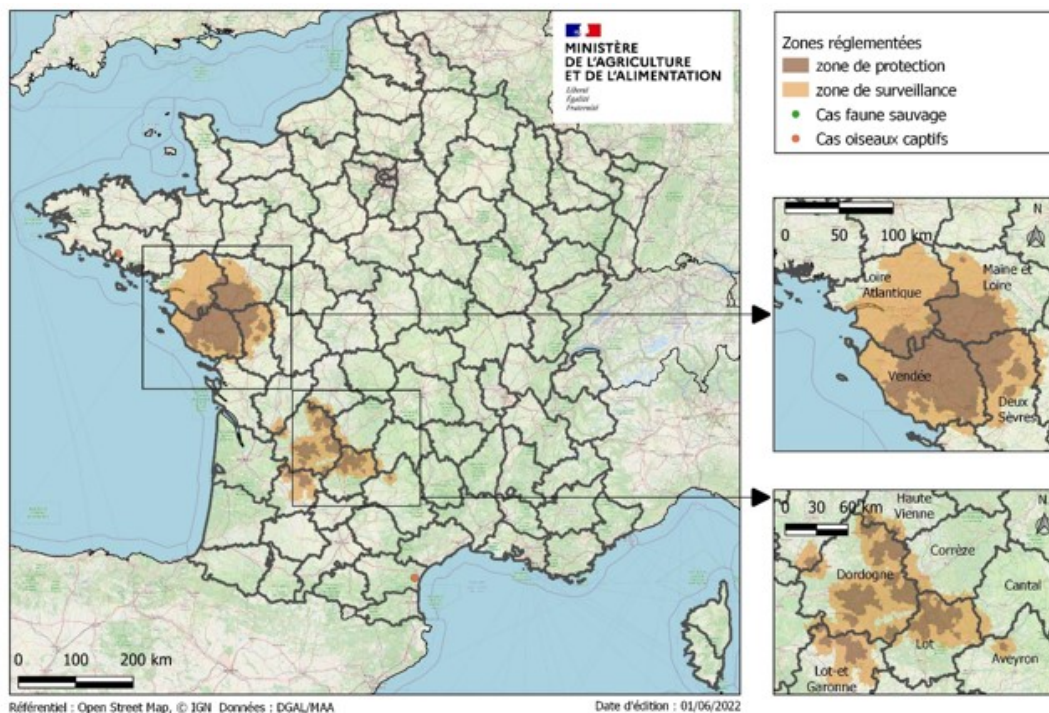 MINISTÈRE
DE L'AGRICULTURE
ET DE L'ALIMENTATION
Liberté
Égalité
Fraternité
0 100 200 km
Référentiel : Open Street Map, © IGN Données : DGAL/MAA
Date d'édition : 01/06/2022
Zones réglementées
zone de protection
zone de surveillance
Cas faune sauvage
Cas oiseaux captifs
0 50 100 km
N
Loire
Atlantique
Maine et
Loire
Vendée
Deux
Sèvres
0 30 60 km
N
Haute
Vienne
Corrèze
Dordogne
Cantal
Lot
Aveyron
Lot-et
Garonne